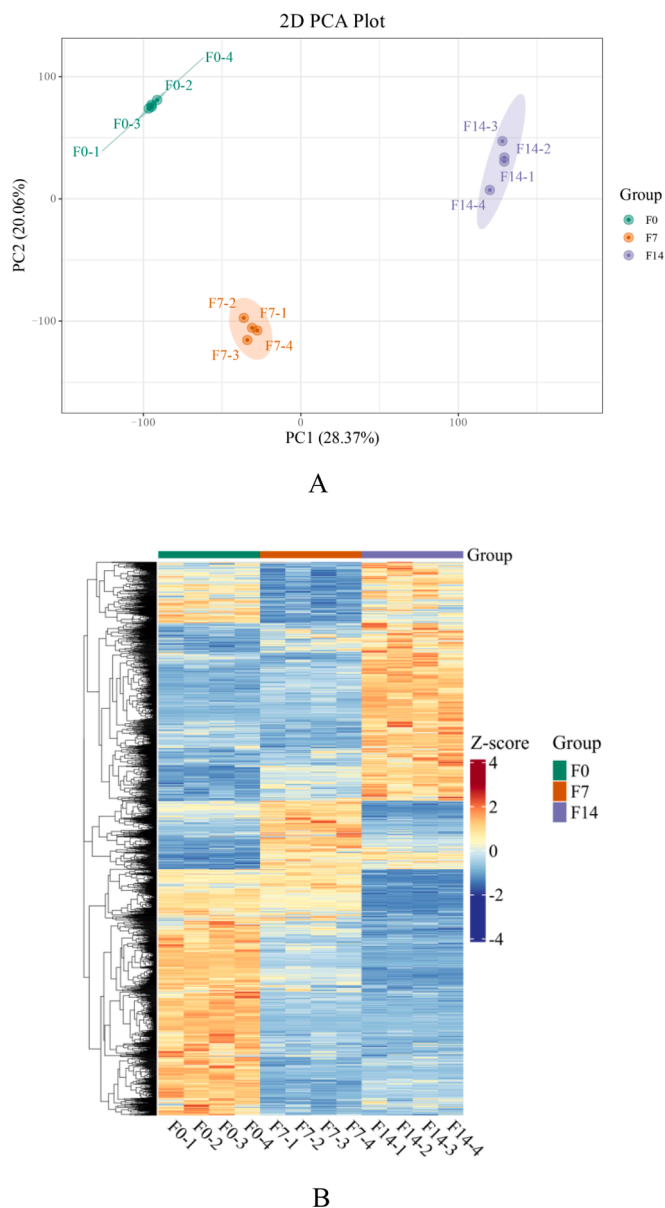 2D PCA Plot
F0-4
F0-2
F0-3
F0-1
F14-3
F14-2
F14-1
F14-4
F7-2
F7-1
F7-3
F7-4
100
0
−100
PC2 (20.06%)
−100
0
100
PC1 (28.37%)
Group
F0
F7
F14
A
Group
Z-score
4
2
0
-2
-4
Group
F0
F7
F14
F0-1
F0-2
F0-3
F0-4
F7-1
F7-2
F7-3
F7-4
F14-1
F14-2
F14-3
F14-4
B